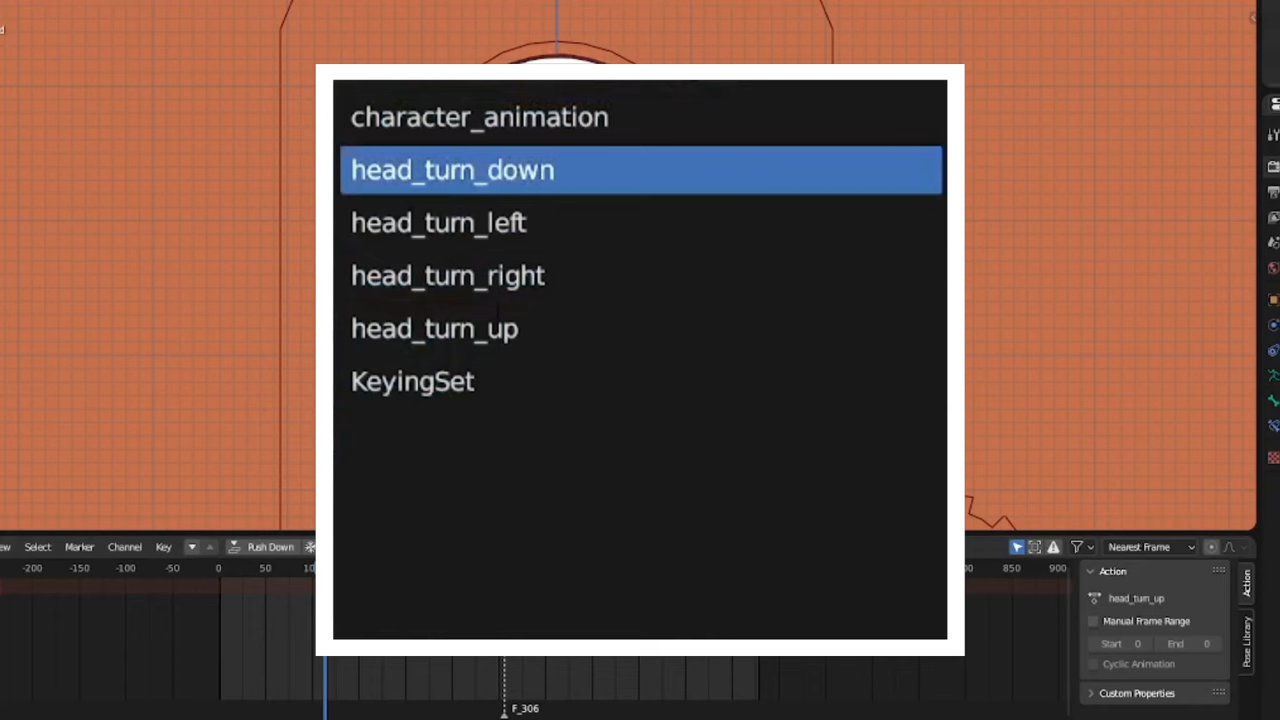 character_animation
head_turn_down
head_turn_left
head_turn_right
head_turn_up
KeyingSet
Select Marker Channel Key Push Down Nearest Frame
-200 -150 -100 -50 0 50 850 900
Action
head_turn_up
Manual Frame Range
Start 0 End 0
Cyclic Animation
Custom Properties
Action
Pose Library
F_306